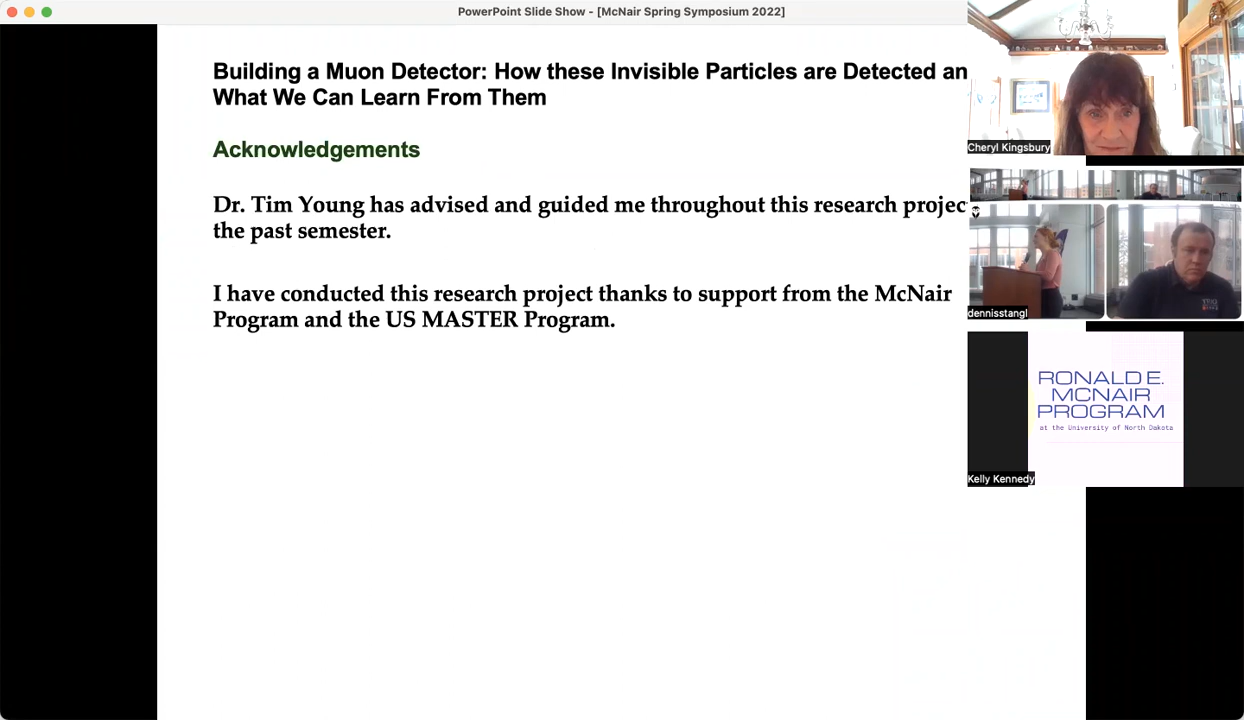 PowerPoint Slide Show - [McNair Spring Symposium 2022]
Building a Muon Detector: How these Invisible Particles are Detected an
What We Can Learn From Them
Acknowledgements
Dr. Tim Young has advised and guided me throughout this research projec
the past semester.
I have conducted this research project thanks to support from the McNair
Program and the US MASTER Program.
Cheryl Kingsbury
dennisstangl
RONALD E.
MCNAIR
PROGRAM
at the University of North Dakota
Kelly Kennedy